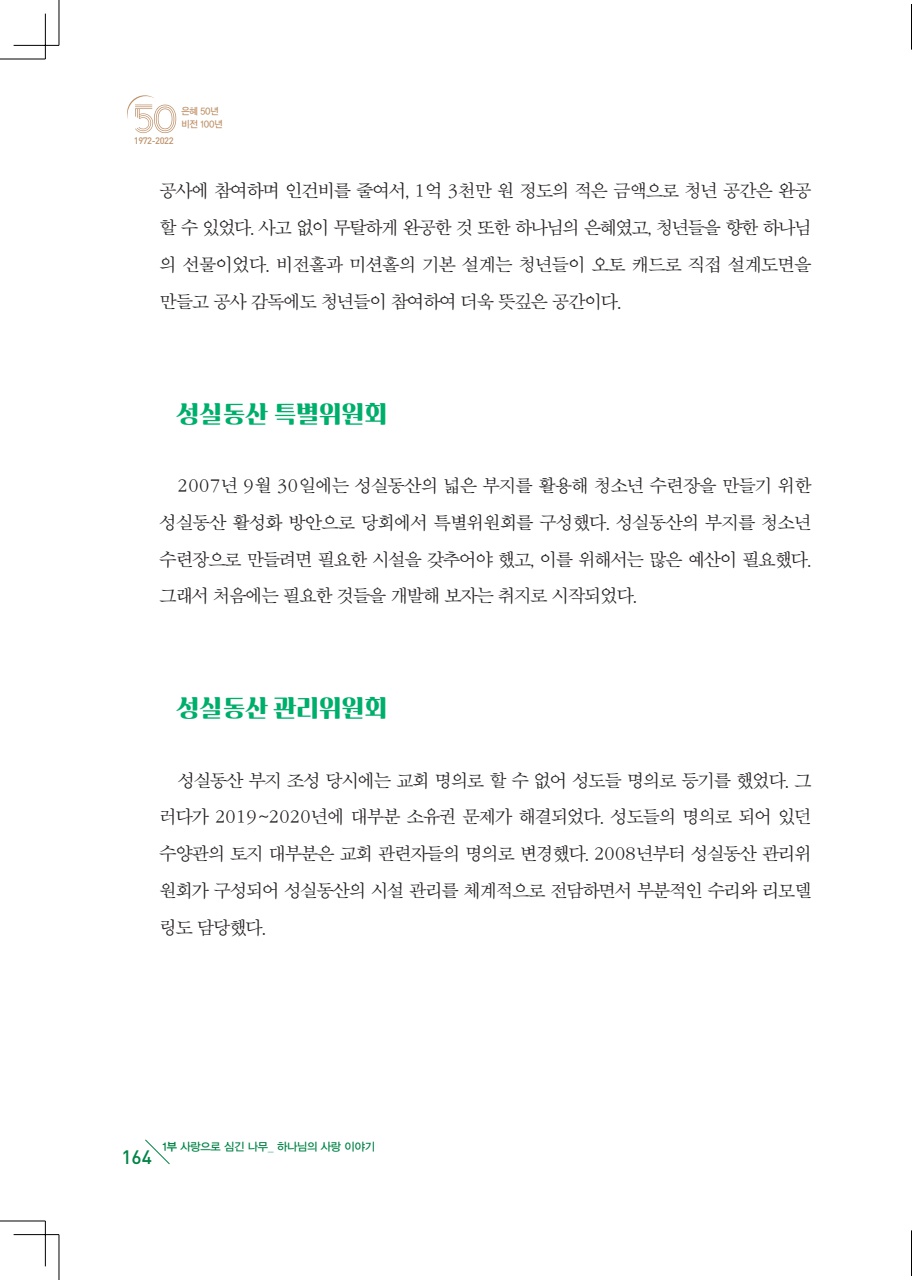 50 은혜 50년
비전 100년
1972-2022
공사에 참여하며 인건비를 줄여서, 1억 3천만 원 정도의 적은 금액으로 청년 공간은 완공
할 수 있었다. 사고 없이 무탈하게 완공한 것 또한 하나님의 은혜였고, 청년들을 향한 하나님
의 선물이었다. 비전홀과 미션홀의 기본 설계는 청년들이 오토 캐드로 직접 설계도면을
만들고 공사 감독에도 청년들이 참여하여 더욱 뜻깊은 공간이다.
성실동산 특별위원회
2007년 9월 30일에는 성실동산의 넓은 부지를 활용해 청소년 수련장을 만들기 위한
성실동산 활성화 방안으로 당회에서 특별위원회를 구성했다. 성실동산의 부지를 청소년
수련장으로 만들려면 필요한 시설을 갖추어야 했고, 이를 위해서는 많은 예산이 필요했다.
그래서 처음에는 필요한 것들을 개발해 보자는 취지로 시작되었다.
성실동산 관리위원회
성실동산 부지 조성 당시에는 교회 명의로 할 수 없어 성도들 명의로 등기를 했었다. 그
러다가 2019~2020년에 대부분 소유권 문제가 해결되었다. 성도들의 명의로 되어 있던
수양관의 토지 대부분은 교회 관련자들의 명의로 변경했다. 2008년부터 성실동산 관리위
원회가 구성되어 성실동산의 시설 관리를 체계적으로 전담하면서 부분적인 수리와 리모델
링도 담당했다.
164 1부 사랑으로 심긴 나무_ 하나님의 사랑 이야기